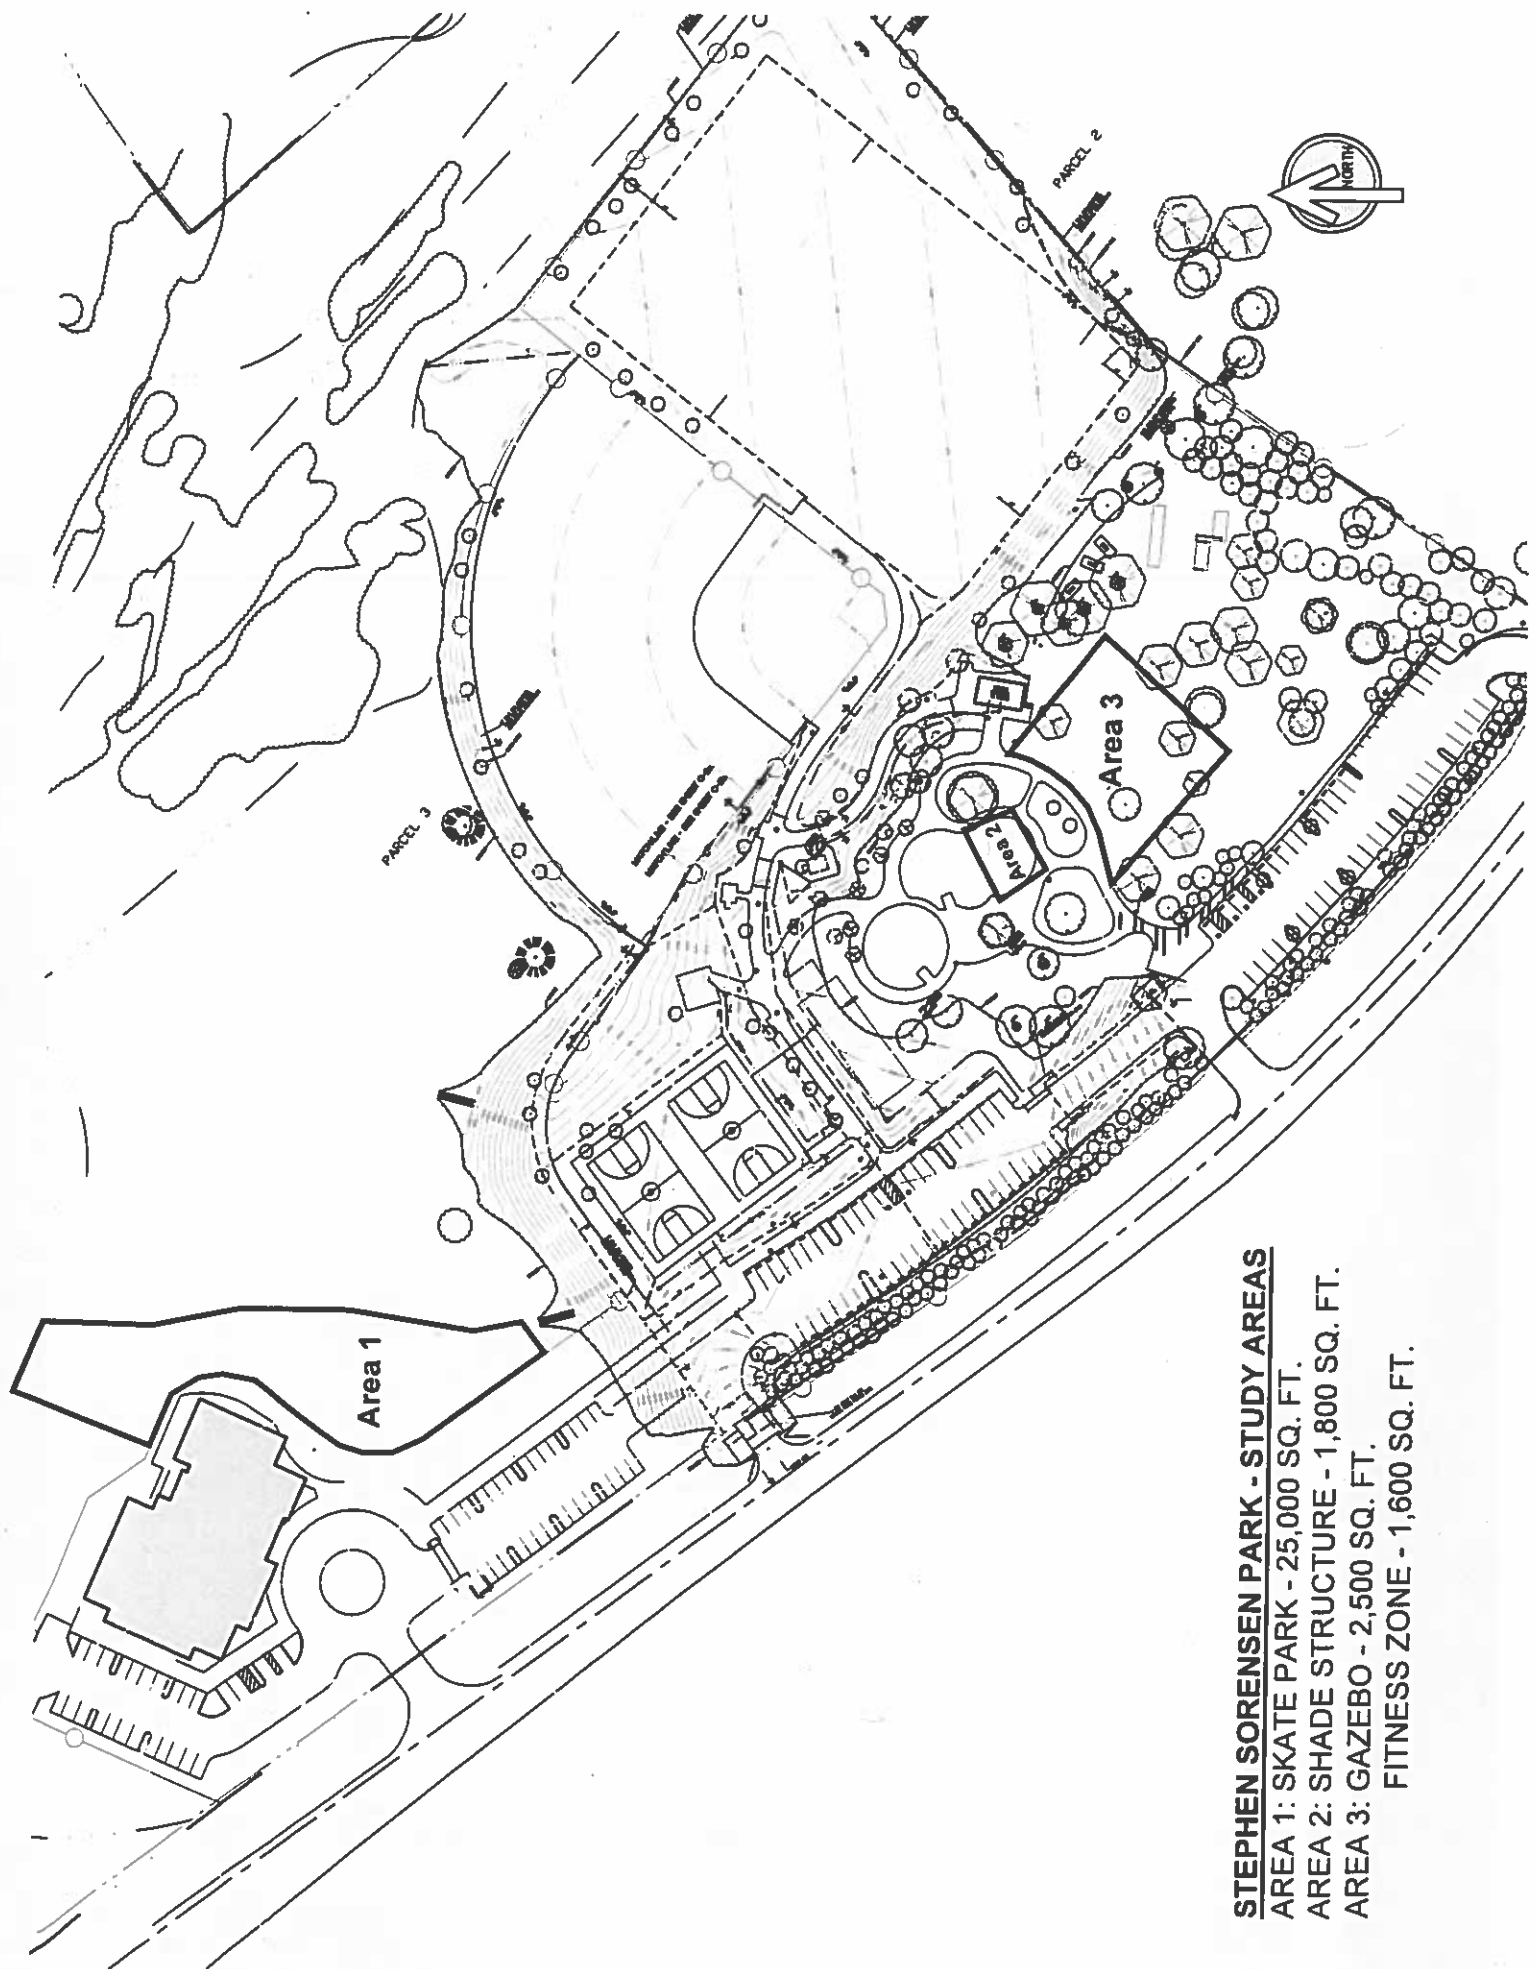 PARCEL 2
NORTH
PARCEL 3
Area 1
Area 2
Area 3
STEPHEN SORENSEN PARK - STUDY AREAS
AREA 1: SKATE PARK - 25,000 SQ. FT.
AREA 2: SHADE STRUCTURE - 1,800 SQ. FT.
AREA 3: GAZEBO - 2,500 SQ. FT.
FITNESS ZONE - 1,600 SQ. FT.